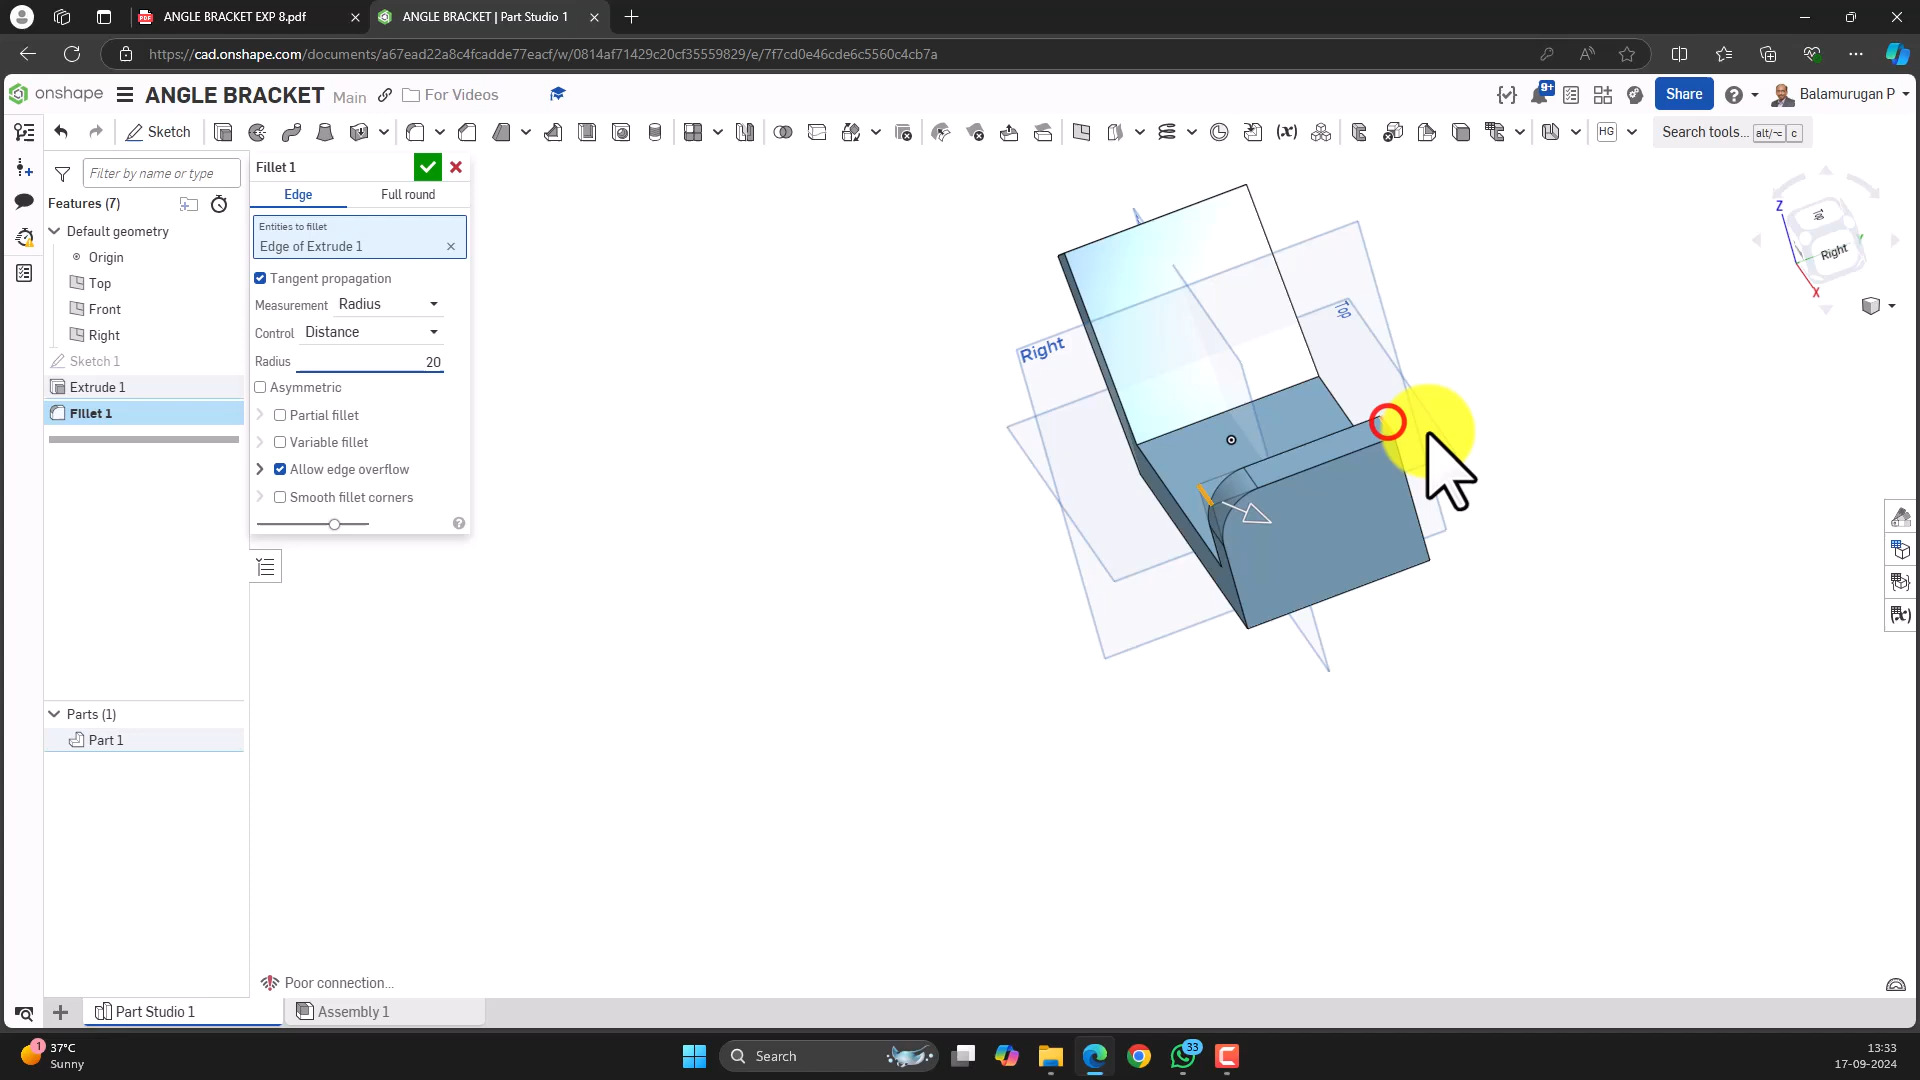 ANGLE BRACKET EXP 8.pdf
ANGLE BRACKET | Part Studio 1
https://cad.onshape.com/documents/a67ead22a8c4fcadde77eacf/w/0814af71429c20cf35559829/e/7f7cd0e46cde6c5560c4cb7a
onshape
ANGLE BRACKET
Main
For Videos
9+
Share
Balamurugan P
Sketch
HG
Search tools... alt/⌥ c
Filter by name or type
Features (7)
Default geometry
Origin
Top
Front
Right
Sketch 1
Extrude 1
Fillet 1
Parts (1)
Part 1
Fillet 1
Edge
Full round
Entities to fillet
Edge of Extrude 1
Tangent propagation
Measurement Radius
Control Distance
Radius 20
Asymmetric
Partial fillet
Variable fillet
Allow edge overflow
Smooth fillet corners
Right
Top
Z
Top
Right
X
Poor connection...
Part Studio 1
Assembly 1
1
37°C
Sunny
Search
33
13:33
17-09-2024